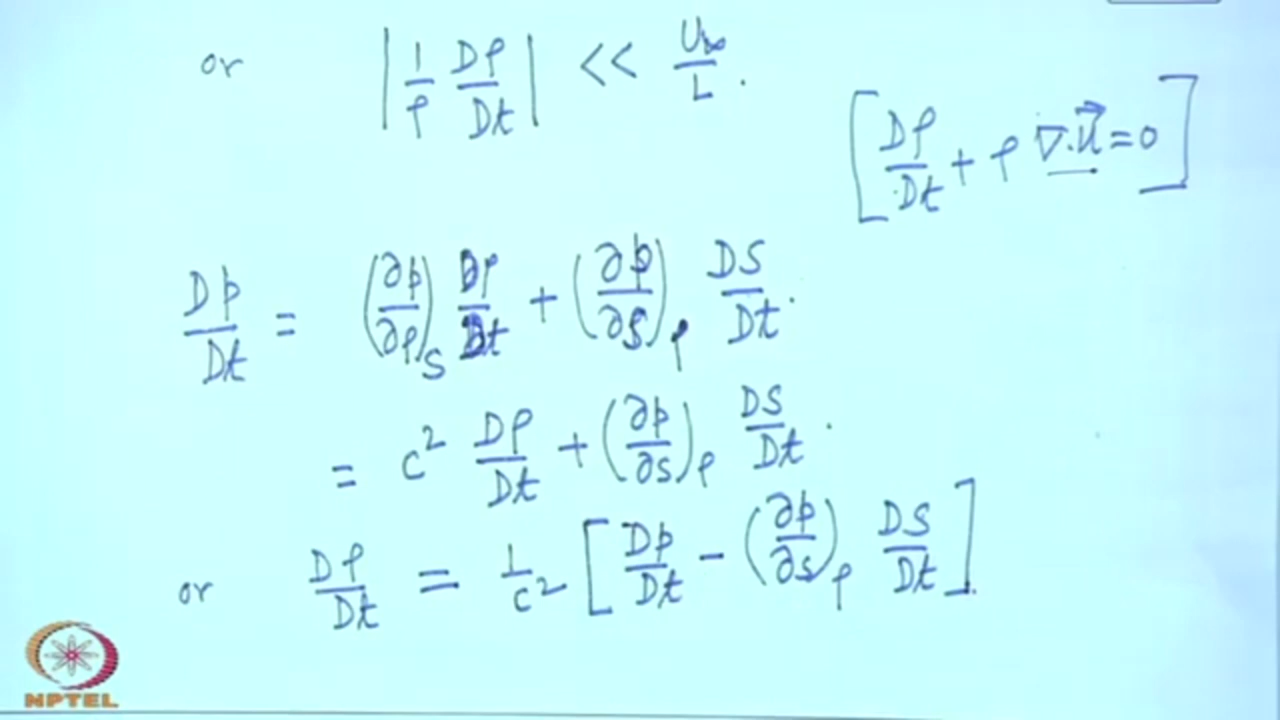 or | 1/ρ Dρ/Dt | << U∞/L .
[ Dρ/Dt + ρ ∇.u⃗ = 0 ]
Dp/Dt = (∂p/∂ρ)_S Dρ/Dt + (∂p/∂S)_ρ DS/Dt .
= c² Dρ/Dt + (∂p/∂s)_ρ DS/Dt .
or Dρ/Dt = 1/c² [ Dp/Dt - (∂p/∂s)_ρ DS/Dt ]
NPTEL